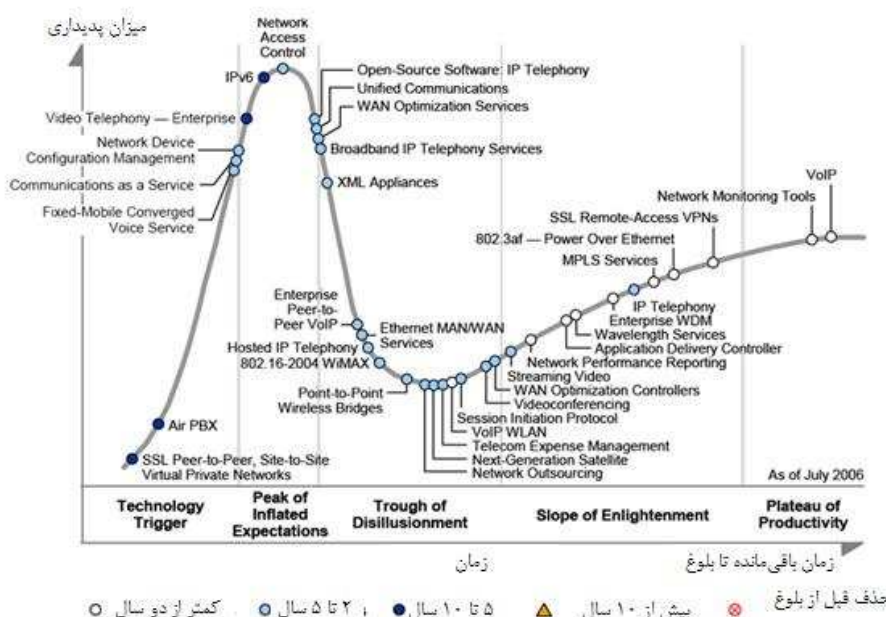 میزان پدیداری
Network
Access
Control
IPv6
Video Telephony — Enterprise
Network Device
Configuration Management
Communications as a Service
Fixed-Mobile Converged
Voice Service
Open-Source Software: IP Telephony
Unified Communications
WAN Optimization Services
Broadband IP Telephony Services
XML Appliances
VoIP
Network Monitoring Tools
SSL Remote-Access VPNs
802.3af — Power Over Ethernet
MPLS Services
IP Telephony
Enterprise WDM
Wavelength Services
Application Delivery Controller
Network Performance Reporting
Streaming Video
WAN Optimization Controllers
Videoconferencing
Session Initiation Protocol
VoIP WLAN
Telecom Expense Management
Next-Generation Satellite
Network Outsourcing
Enterprise
Peer-to-
Peer VoIP
Ethernet MAN/WAN
Services
Hosted IP Telephony
802.16-2004 WiMAX
Point-to-Point
Wireless Bridges
Air PBX
SSL Peer-to-Peer, Site-to-Site
Virtual Private Networks
As of July 2006
Technology
Trigger
Peak of
Inflated
Expectations
Trough of
Disillusionment
Slope of Enlightenment
Plateau of
Productivity
زمان
زمان باقی‌مانده تا بلوغ
کمتر از دو سال
۲ تا ۵ سال
۵ تا ۱۰ سال
بیش از ۱۰ سال
حذف قبل از بلوغ